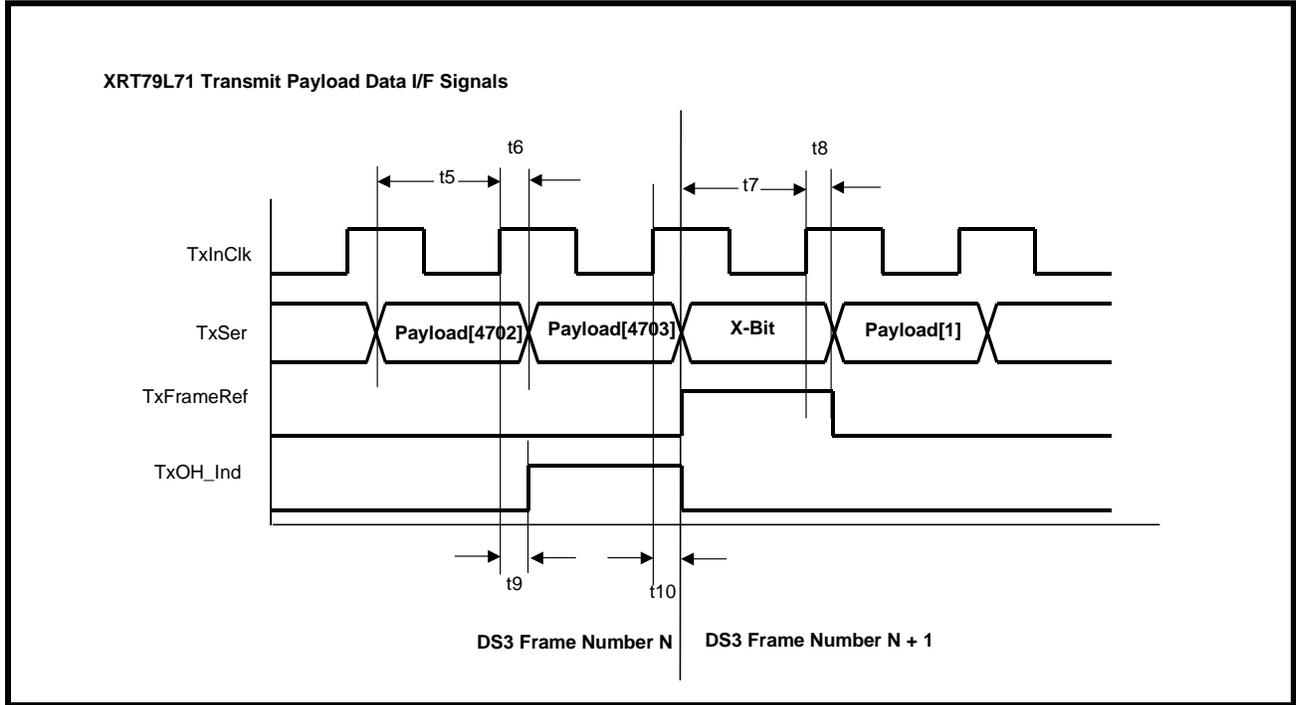 XRT79L71 Transmit Payload Data I/F Signals
t6
t8
t5
t7
TxInClk
TxSer
Payload[4702]
Payload[4703]
X-Bit
Payload[1]
TxFrameRef
TxOH_Ind
t9
t10
DS3 Frame Number N
DS3 Frame Number N + 1